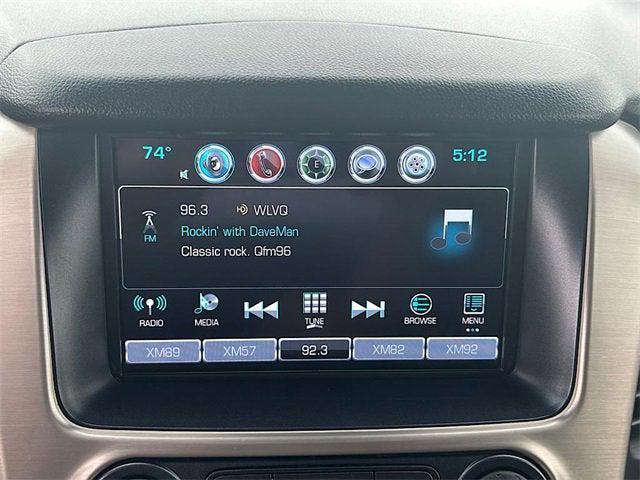 74° E 5:12
96.3 HD WLVQ
FM Rockin' with DaveMan
Classic rock. Qfm96
RADIO MEDIA TUNE BROWSE MENU
XM89 XM57 92.3 XM82 XM92